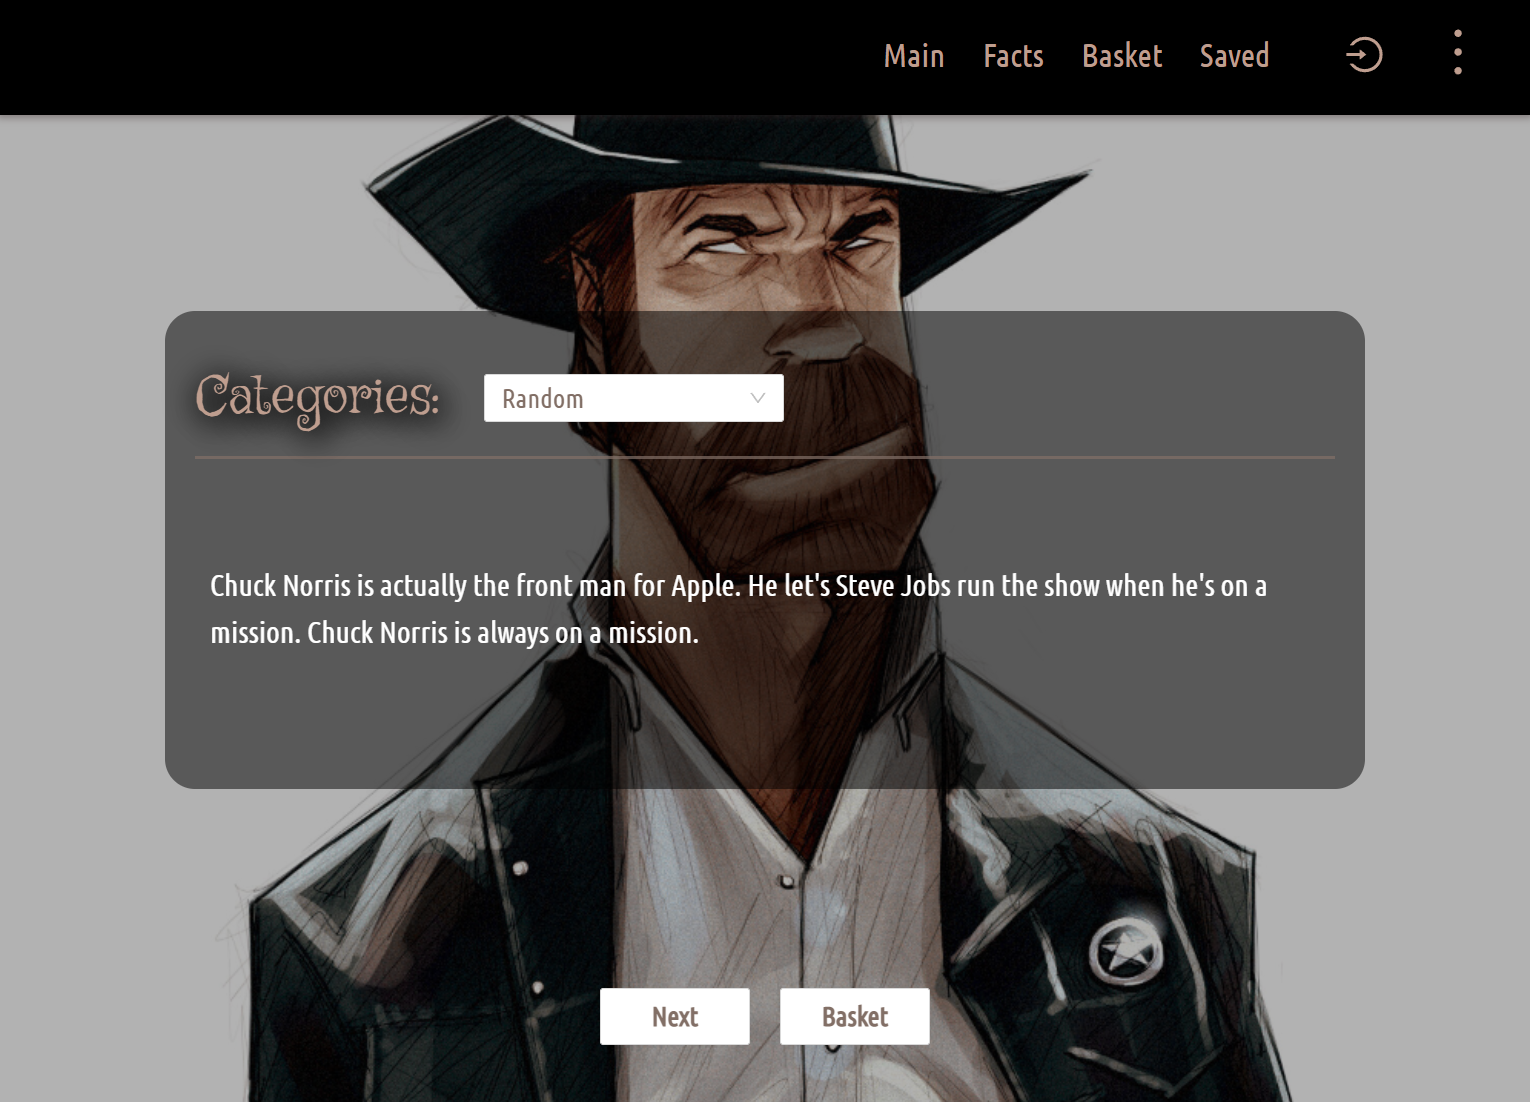 Main Facts Basket Saved
Categories:
Random
Chuck Norris is actually the front man for Apple. He let's Steve Jobs run the show when he's on a
mission. Chuck Norris is always on a mission.
Next Basket